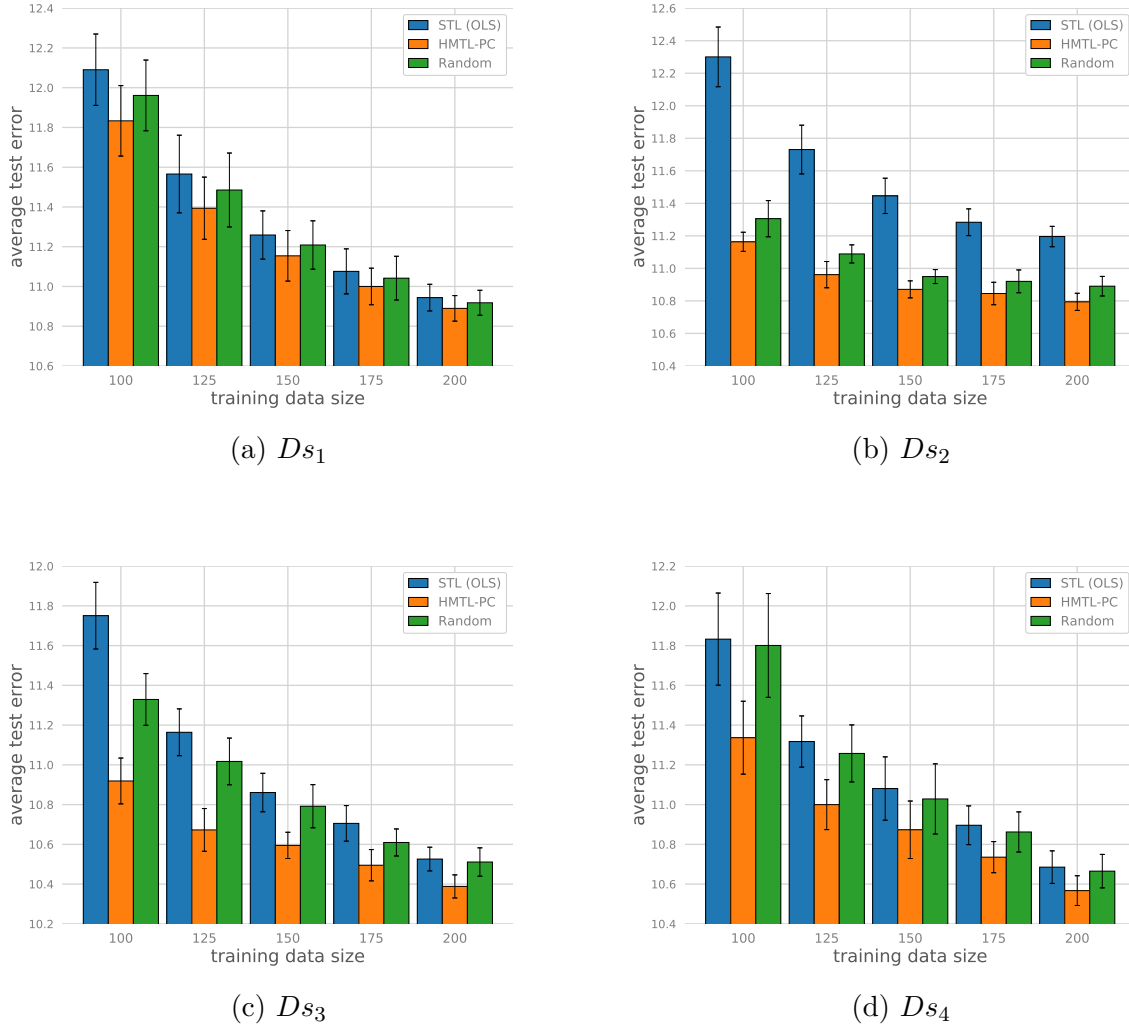 12.4
12.2
12.0
11.8
11.6
11.4
11.2
11.0
10.8
10.6
average test error
STL (OLS)
HMTL-PC
Random
100 125 150 175 200
training data size
(a) Ds₁
12.6
12.4
12.2
12.0
11.8
11.6
11.4
11.2
11.0
10.8
10.6
10.4
average test error
STL (OLS)
HMTL-PC
Random
100 125 150 175 200
training data size
(b) Ds₂
12.0
11.8
11.6
11.4
11.2
11.0
10.8
10.6
10.4
10.2
average test error
STL (OLS)
HMTL-PC
Random
100 125 150 175 200
training data size
(c) Ds₃
12.2
12.0
11.8
11.6
11.4
11.2
11.0
10.8
10.6
10.4
average test error
STL (OLS)
HMTL-PC
Random
100 125 150 175 200
training data size
(d) Ds₄